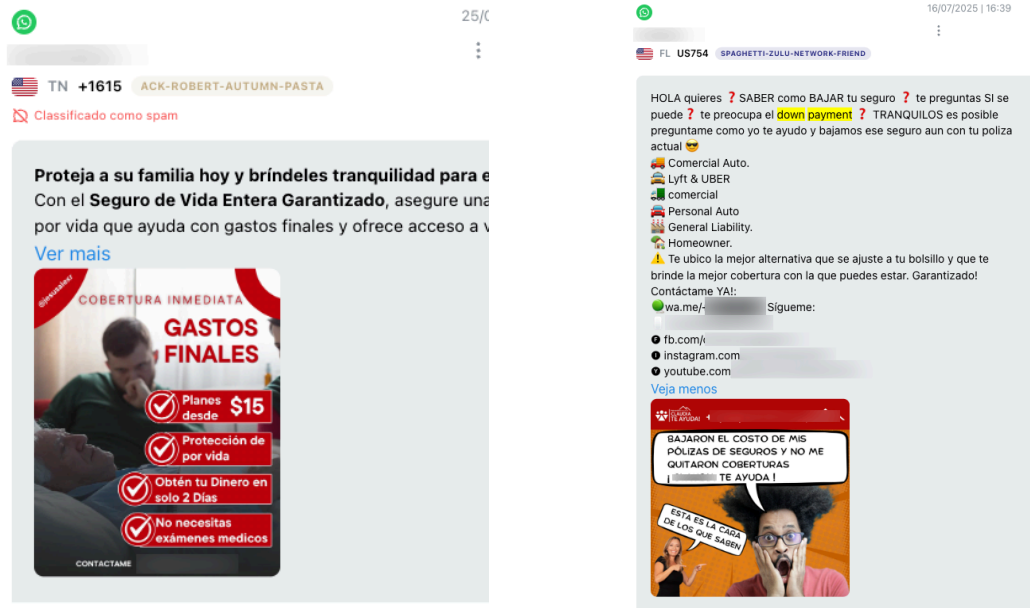 25/0
TN +1615 ACK-ROBERT-AUTUMN-PASTA
Classificado como spam
Proteja a su familia hoy y bríndeles tranquilidad para e
Con el Seguro de Vida Entera Garantizado, asegure una
por vida que ayuda con gastos finales y ofrece acceso a v
Ver mais
@jesusalesr
COBERTURA INMEDIATA
GASTOS
FINALES
Planes
desde $15
Protección de
por vida
Obtén tu Dinero en
solo 2 Días
No necesitas
exámenes medicos
CONTACTAME
16/07/2025 | 16:39
FL US754 SPAGHETTI-ZULU-NETWORK-FRIEND
HOLA quieres ❓SABER como BAJAR tu seguro ❓ te preguntas SI se
puede ❓ te preocupa el down payment ❓ TRANQUILOS es posible
preguntame como yo te ayudo y bajamos ese seguro aun con tu poliza
actual 😎
🚚 Comercial Auto.
🚖 Lyft & UBER
🚛 comercial
🚘 Personal Auto
General Liability.
🏡 Homeowner.
⚠️ Te ubico la mejor alternativa que se ajuste a tu bolsillo y que te
brinde la mejor cobertura con la que puedes estar. Garantizado!
Contáctame YA!:
wa.me/ Sígueme:
fb.com/
instagram.com
youtube.com
Veja menos
CLAUDIA
TE AYUDA!
BAJARON EL COSTO DE MIS
PÓLIZAS DE SEGUROS Y NO ME
QUITARON COBERTURAS
¡ TE AYUDA !
ESTA ES LA CARA
DE LOS QUE SABEN